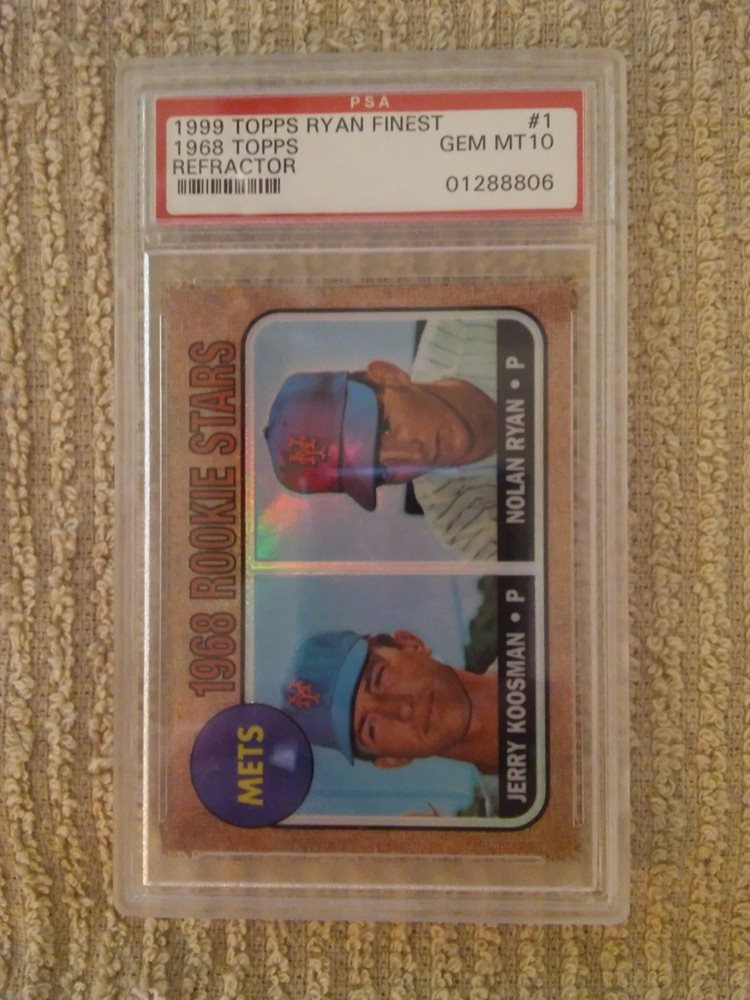 PSA
1999 TOPPS RYAN FINEST #1
1968 TOPPS GEM MT10
REFRACTOR
01288806
1968 ROOKIE STARS
METS
JERRY KOOSMAN • P
NOLAN RYAN • P